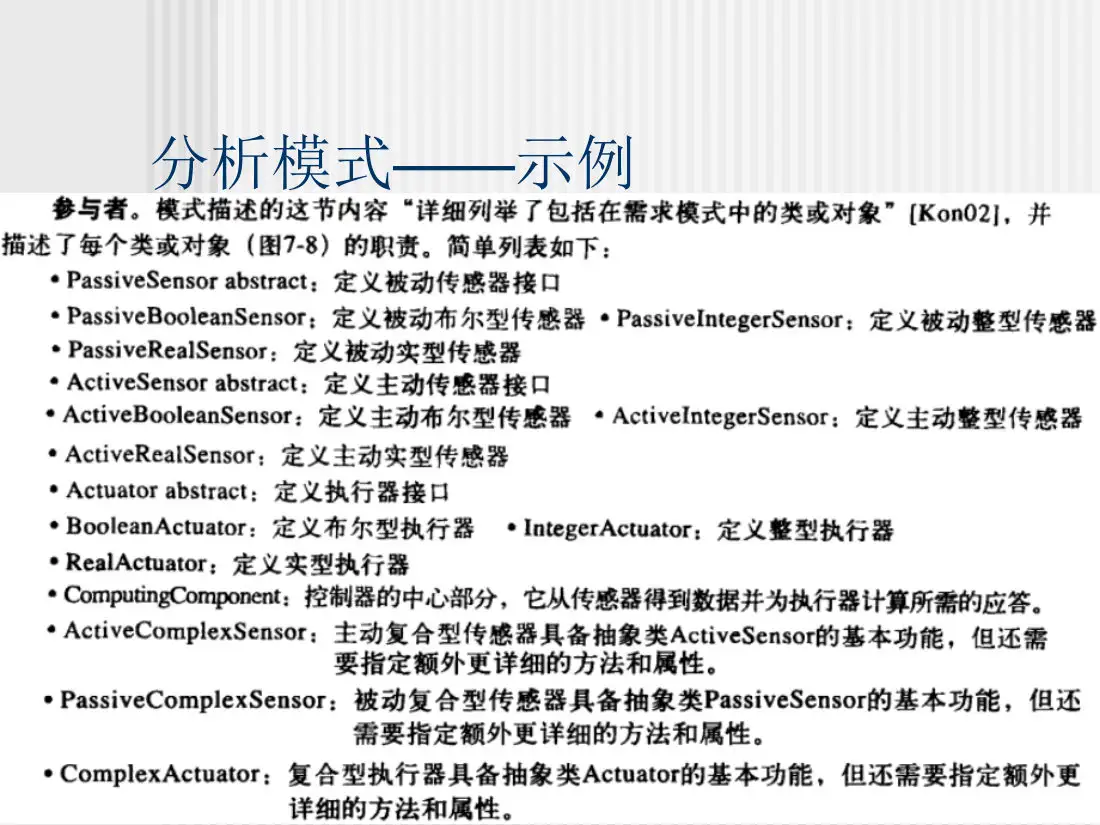 分析模式——示例
参与者。模式描述的这节内容“详细列举了包括在需求模式中的类或对象”[Kon02]，并
描述了每个类或对象（图7-8）的职责。简单列表如下：
• PassiveSensor abstract：定义被动传感器接口
• PassiveBooleanSensor：定义被动布尔型传感器 • PassiveIntegerSensor：定义被动整型传感器
• PassiveRealSensor：定义被动实型传感器
• ActiveSensor abstract：定义主动传感器接口
• ActiveBooleanSensor：定义主动布尔型传感器 • ActiveIntegerSensor：定义主动整型传感器
• ActiveRealSensor：定义主动实型传感器
• Actuator abstract：定义执行器接口
• BooleanActuator：定义布尔型执行器 • IntegerActuator：定义整型执行器
• RealActuator：定义实型执行器
• ComputingComponent：控制器的中心部分，它从传感器得到数据并为执行器计算所需的应答。
• ActiveComplexSensor：主动复合型传感器具备抽象类ActiveSensor的基本功能，但还需
要指定额外更详细的方法和属性。
• PassiveComplexSensor：被动复合型传感器具备抽象类PassiveSensor的基本功能，但还
需要指定额外更详细的方法和属性。
• ComplexActuator：复合型执行器具备抽象类Actuator的基本功能，但还需要指定额外更
详细的方法和属性。